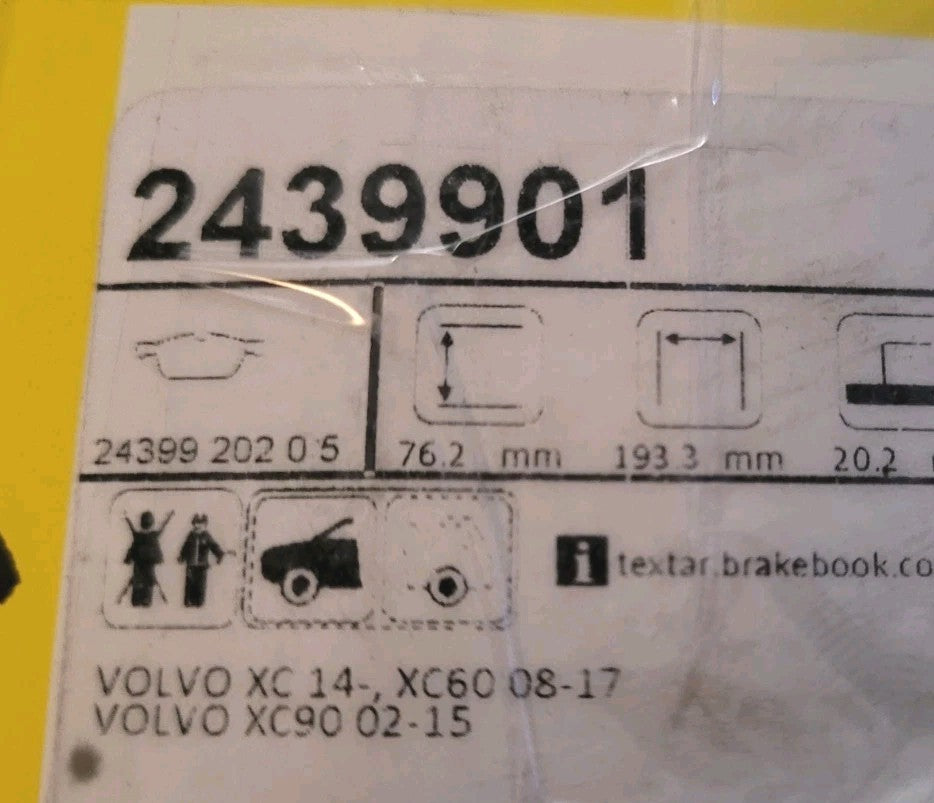 2439901
24399 202 0 5
76.2 mm
193.3 mm
20.2
i textar.brakebook.co
VOLVO XC 14-, XC60 08-17
VOLVO XC90 02-15